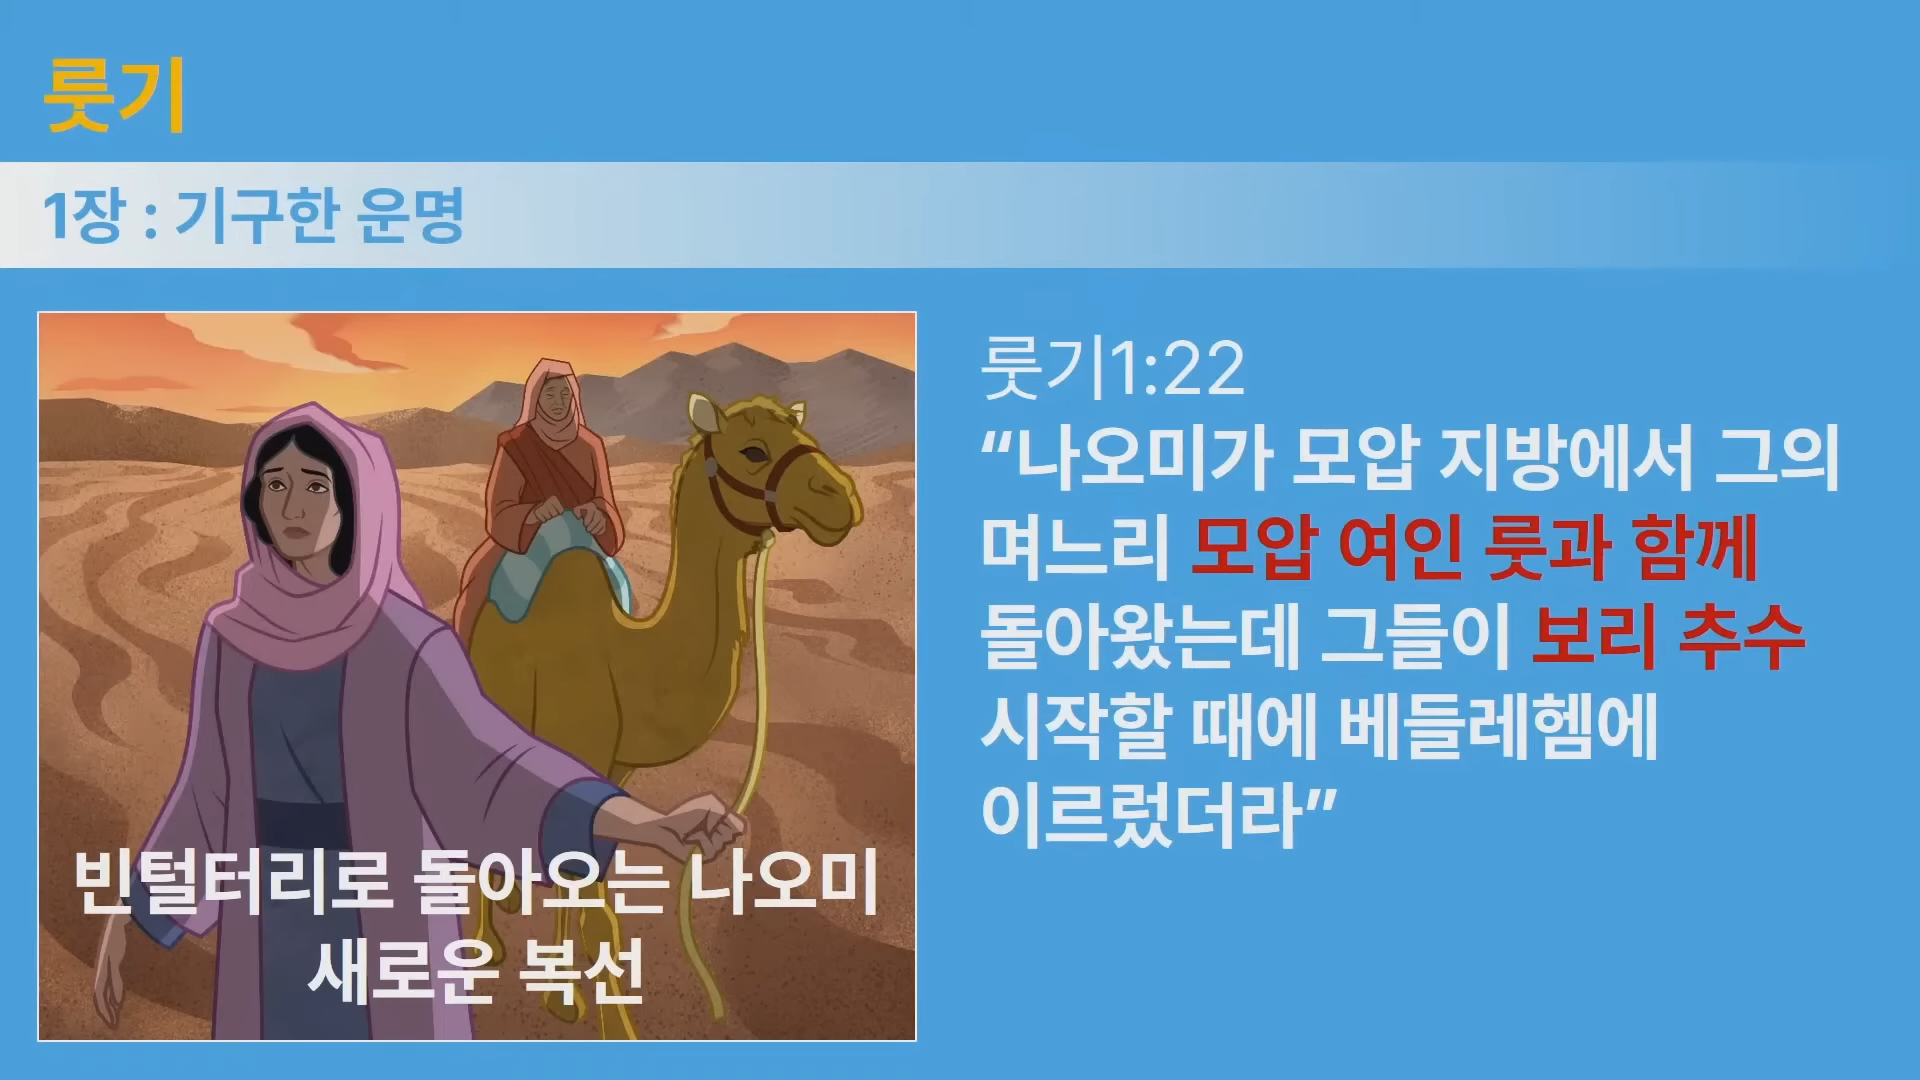 룻기
1장 : 기구한 운명
빈털터리로 돌아오는 나오미
새로운 복선
룻기1:22
“나오미가 모압 지방에서 그의
며느리 모압 여인 룻과 함께
돌아왔는데 그들이 보리 추수
시작할 때에 베들레헴에
이르렀더라”